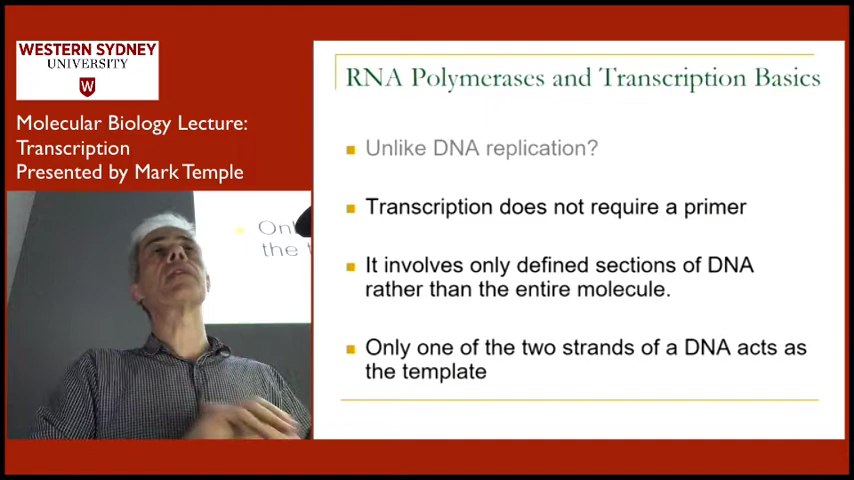 WESTERN SYDNEY
UNIVERSITY
W
Molecular Biology Lecture:
Transcription
Presented by Mark Temple
RNA Polymerases and Transcription Basics
Unlike DNA replication?
Transcription does not require a primer
It involves only defined sections of DNA
rather than the entire molecule.
Only one of the two strands of a DNA acts as
the template
Onl
the t